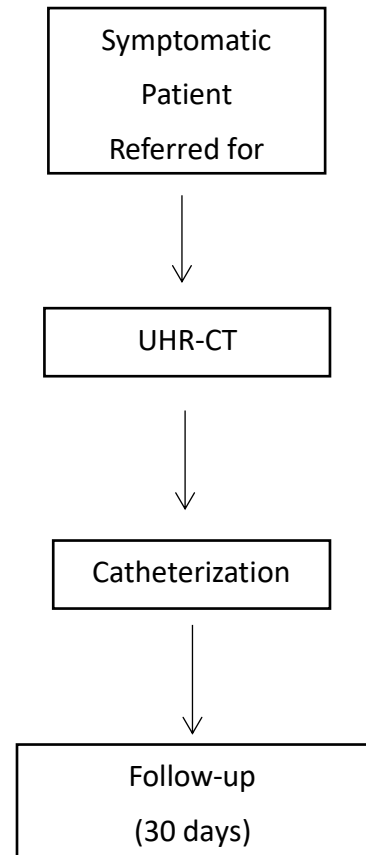 Symptomatic
Patient
Referred for
UHR-CT
Catheterization
Follow-up
(30 days)